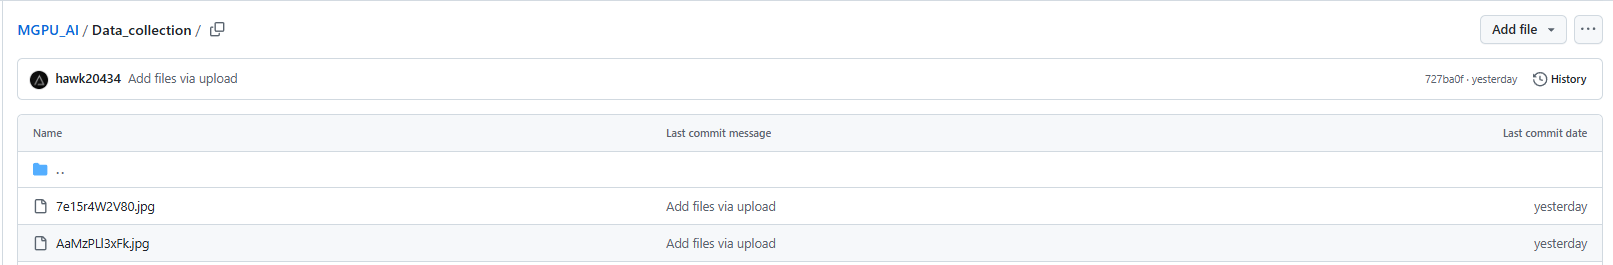 MGPU_AI / Data_collection /
Add file
hawk20434 Add files via upload
727ba0f · yesterday
History
Name Last commit message Last commit date
..
7e15r4W2V80.jpg Add files via upload yesterday
AaMzPLl3xFk.jpg Add files via upload yesterday